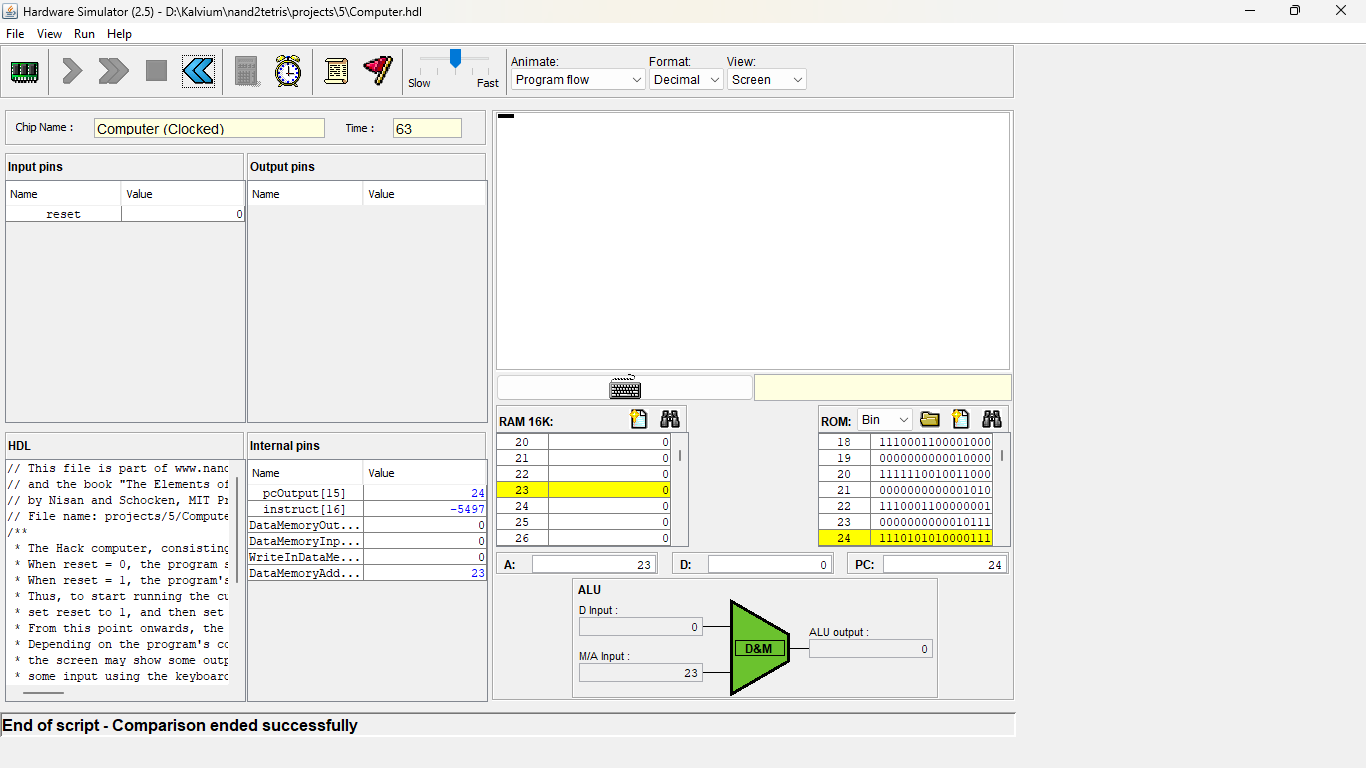 Hardware Simulator (2.5) - D:\Kalvium\nand2tetris\projects\5\Computer.hdl
File View Run Help
Slow Fast
Animate: Format: View:
Program flow Decimal Screen
Chip Name : Computer (Clocked) Time : 63
Input pins
Name Value
reset 0
Output pins
Name Value
HDL
// This file is part of www.nand
// and the book "The Elements of
// by Nisan and Schocken, MIT Pr
// File name: projects/5/Compute
/**
* The Hack computer, consisting
* When reset = 0, the program s
* When reset = 1, the program's
* Thus, to start running the cu
* set reset to 1, and then set
* From this point onwards, the
* Depending on the program's co
* the screen may show some outp
* some input using the keyboard
Internal pins
Name Value
pcOutput[15] 24
instruct[16] -5497
DataMemoryOut... 0
DataMemoryInp... 0
WriteInDataMe... 0
DataMemoryAdd... 23
RAM 16K:
20 0
21 0
22 0
23 0
24 0
25 0
26 0
ROM: Bin
18 1110001100001000
19 0000000000010000
20 1111110010011000
21 0000000000001010
22 1110001100000001
23 0000000000010111
24 1110101010000111
A: 23 D: 0 PC: 24
ALU
D Input :
0
M/A Input :
23
D&M
ALU output :
0
End of script - Comparison ended successfully